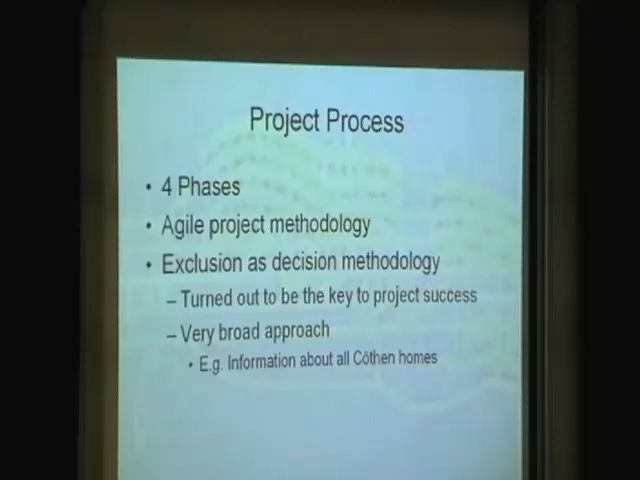 Project Process
• 4 Phases
• Agile project methodology
• Exclusion as decision methodology
– Turned out to be the key to project success
– Very broad approach
• E.g. Information about all Cöthen homes